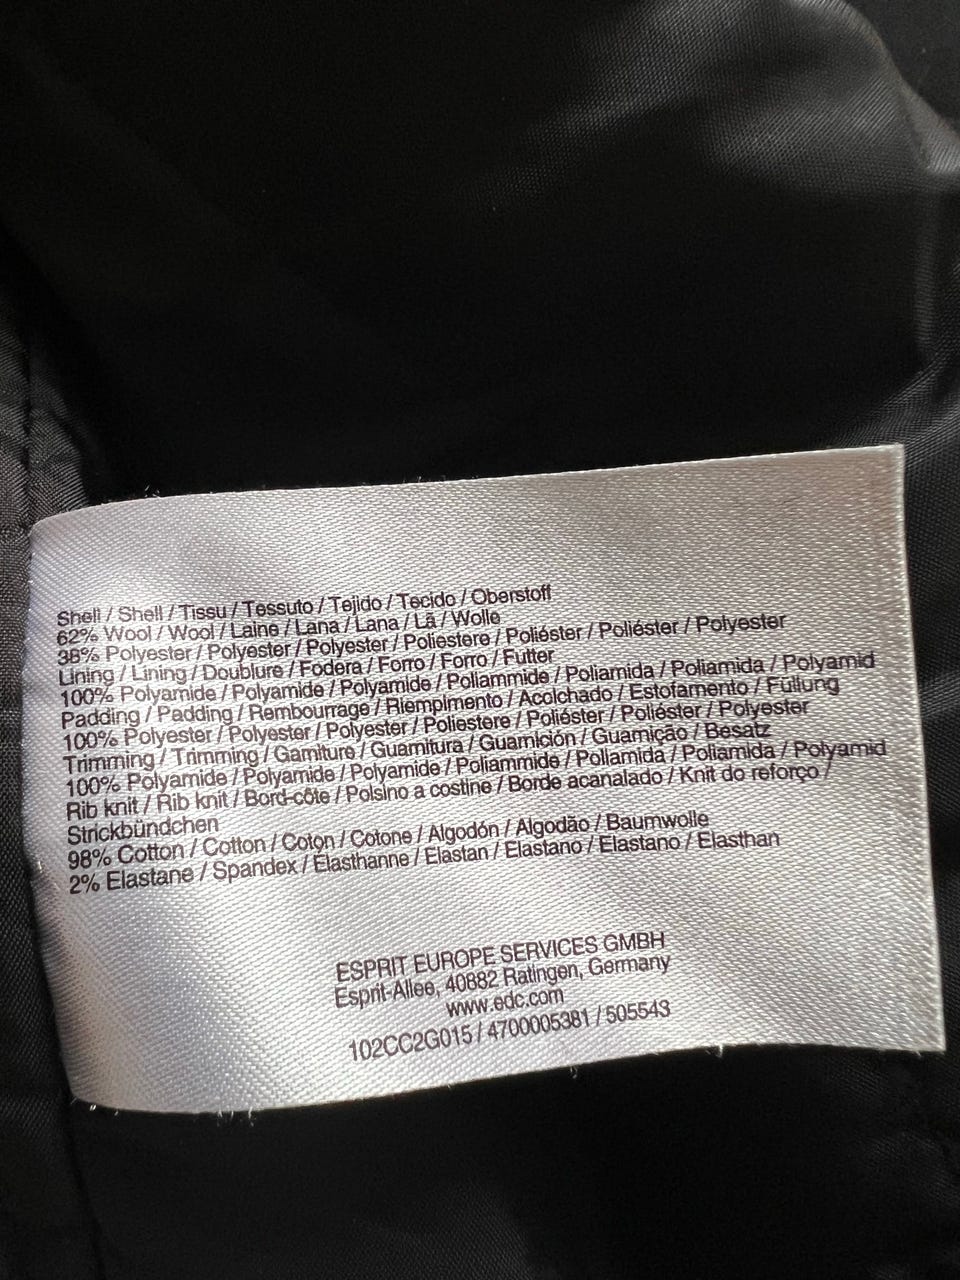 Shell / Shell / Tissu / Tessuto / Tejido / Tecido / Oberstoff
62% Wool / Wool / Laine / Lana / Lana / Lã / Wolle
38% Polyester / Polyester / Polyester / Poliestere / Poliéster / Poliéster / Polyester
Lining / Lining / Doublure / Fodera / Forro / Forro / Futter
100% Polyamide / Polyamide / Polyamide / Poliammide / Poliamida / Poliamida / Polyamid
Padding / Padding / Rembourrage / Riempimento / Acolchado / Estofamento / Füllung
100% Polyester / Polyester / Polyester / Poliestere / Poliéster / Poliéster / Polyester
Trimming / Trimming / Garniture / Guarnitura / Guarnición / Guarnição / Besatz
100% Polyamide / Polyamide / Polyamide / Poliammide / Poliamida / Poliamida / Polyamid
Rib knit / Rib knit / Bord-côte / Polsino a costine / Borde acanalado / Knit do reforço /
Strickbündchen
98% Cotton / Cotton / Coton / Cotone / Algodón / Algodão / Baumwolle
2% Elastane / Spandex / Élasthanne / Elastan / Elastano / Elastano / Elasthan
ESPRIT EUROPE SERVICES GMBH
Esprit-Allee, 40882 Ratingen, Germany
www.edc.com
102CC2G015 / 4700005381 / 505543